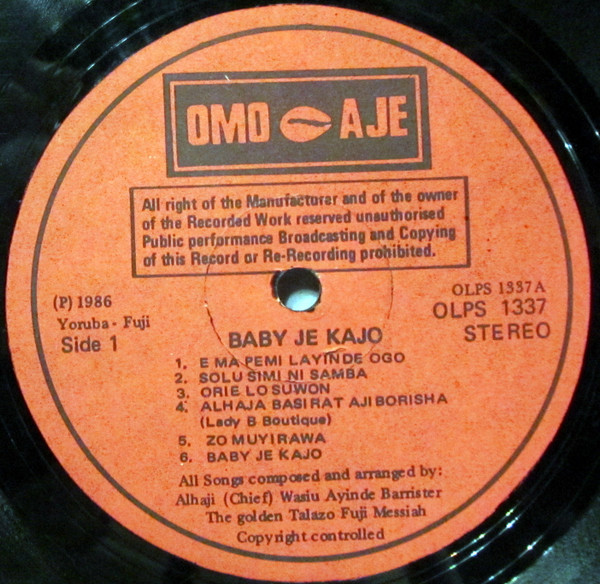 OMO AJE
All right of the Manufacturer and of the owner
of the Recorded Work reserved unauthorised
Public performance Broadcasting and Copying
of this Record or Re-Recording prohibited.
(P) 1986
Yoruba - Fuji
Side 1
OLPS 1337A
OLPS 1337
STEREO
BABY JE KAJO
1. E MA PEMI LAYINDE OGO
2. SOLU SIMI NI SAMBA
3. ORIE LO SUWON
4. ALHAJA BASIRAT AJIBORISHA
(Lady B Boutique)
5. ZO MUYIRAWA
6. BABY JE KAJO
All Songs composed and arranged by:
Alhaji (Chief) Wasiu Ayinde Barrister
The golden Talazo Fuji Messiah
Copyright controlled